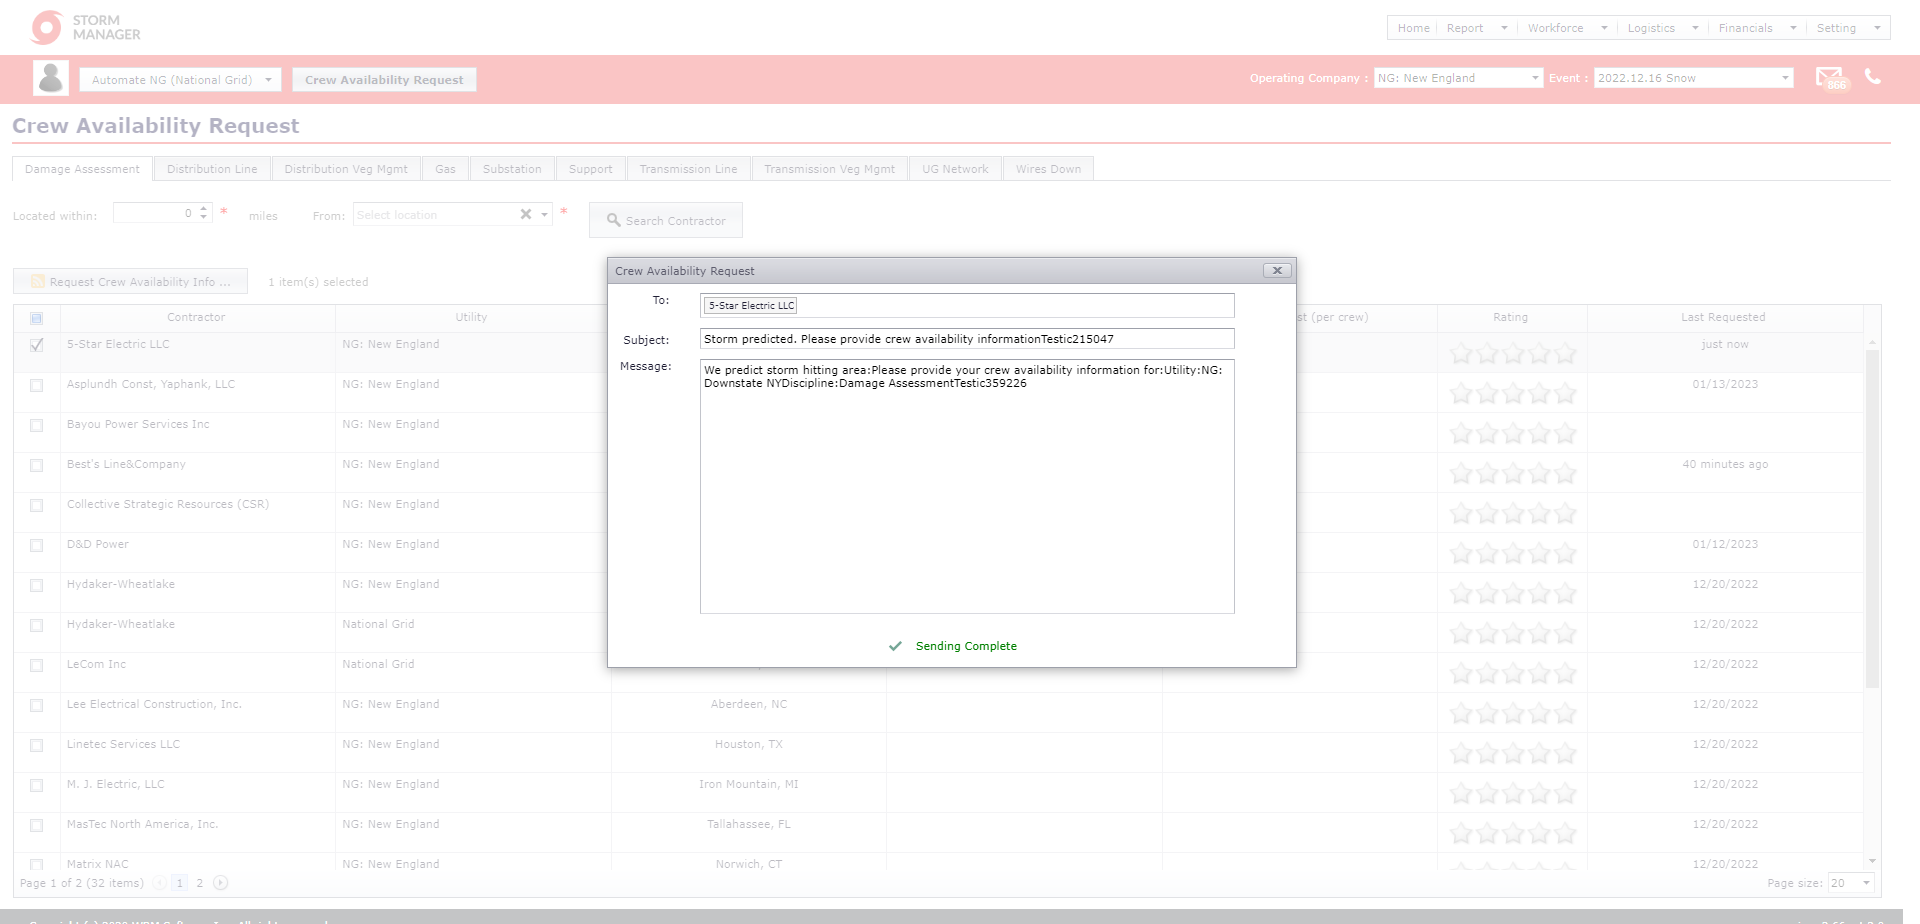 STORM
MANAGER
Home Report Workforce Logistics Financials Setting
Automate NG (National Grid) Crew Availability Request Operating Company : NG: New England Event : 2022.12.16 Snow 866
Crew Availability Request
Damage Assessment Distribution Line Distribution Veg Mgmt Gas Substation Support Transmission Line Transmission Veg Mgmt UG Network Wires Down
Located within: 0 * miles From: Select location * Search Contractor
Request Crew Availability Info ... 1 item(s) selected
Crew Availability Request
To: 5-Star Electric LLC
Subject: Storm predicted. Please provide crew availability informationTestic215047
Message: We predict storm hitting area:Please provide your crew availability information for:Utility:NG:
Downstate NYDiscipline:Damage AssessmentTestic359226
Sending Complete
Contractor Utility st (per crew) Rating Last Requested
5-Star Electric LLC NG: New England just now
Asplundh Const, Yaphank, LLC NG: New England 01/13/2023
Bayou Power Services Inc NG: New England
Best's Line&Company NG: New England 40 minutes ago
Collective Strategic Resources (CSR) NG: New England
D&D Power NG: New England 01/12/2023
Hydaker-Wheatlake NG: New England 12/20/2022
Hydaker-Wheatlake National Grid 12/20/2022
LeCom Inc National Grid 12/20/2022
Lee Electrical Construction, Inc. NG: New England Aberdeen, NC 12/20/2022
Linetec Services LLC NG: New England Houston, TX 12/20/2022
M. J. Electric, LLC NG: New England Iron Mountain, MI 12/20/2022
MasTec North America, Inc. NG: New England Tallahassee, FL 12/20/2022
Matrix NAC NG: New England Norwich, CT 12/20/2022
Page 1 of 2 (32 items) 1 2 Page size: 20